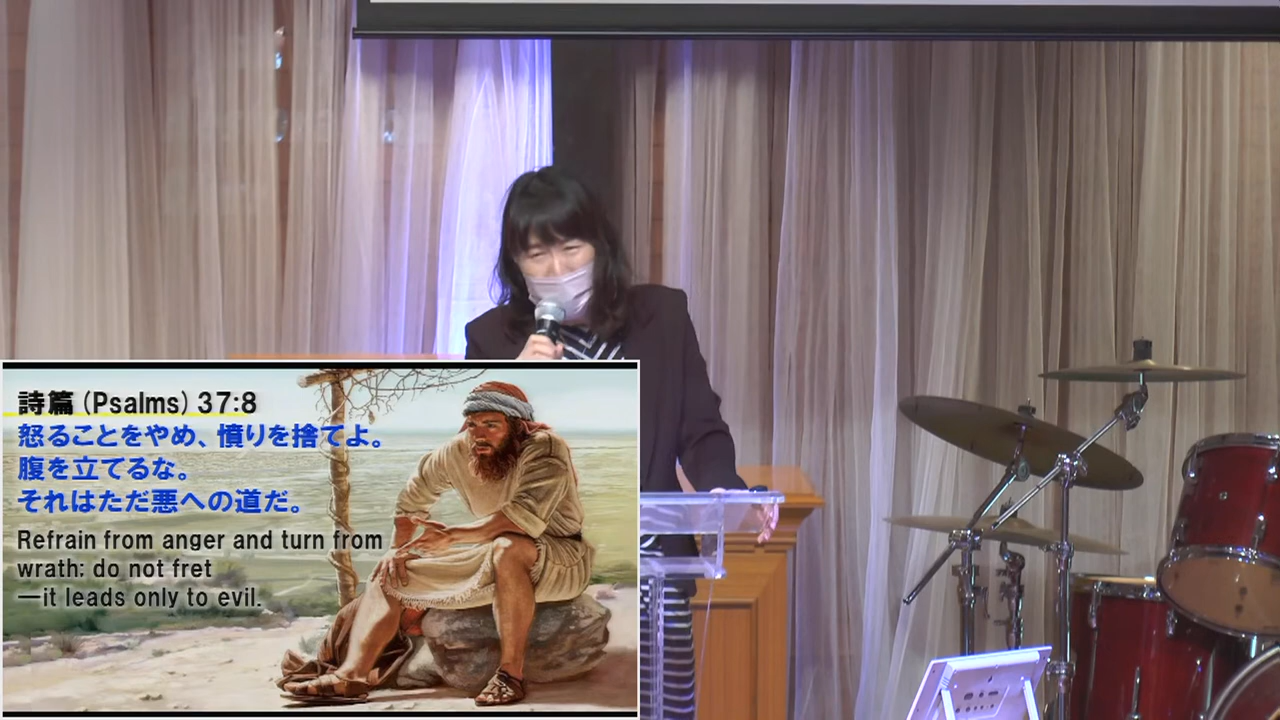 詩篇 (Psalms) 37:8
怒ることをやめ、憤りを捨てよ。
腹を立てるな。
それはただ悪への道だ。
Refrain from anger and turn from
wrath: do not fret
—it leads only to evil.